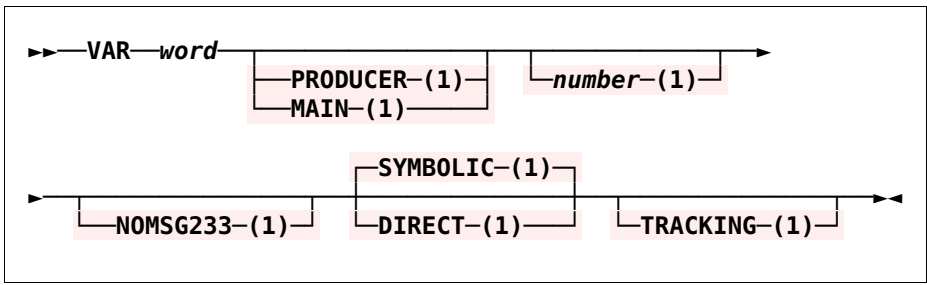 VAR word
PRODUCER (1) number (1)
MAIN (1)
SYMBOLIC (1)
NOMSG233 (1) DIRECT (1) TRACKING (1)